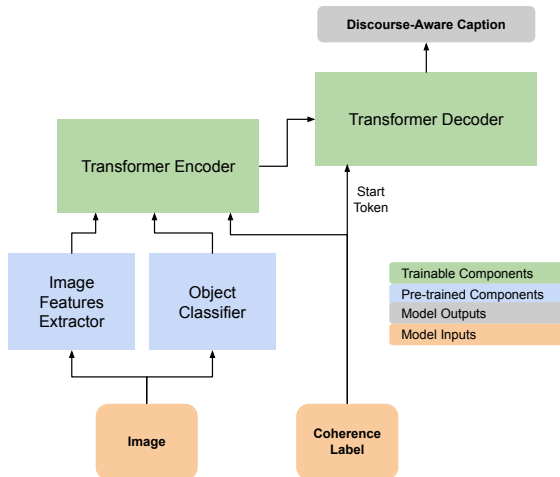 Discourse-Aware Caption
Transformer Decoder
Transformer Encoder
Start
Token
Image
Features
Extractor
Object
Classifier
Trainable Components
Pre-trained Components
Model Outputs
Model Inputs
Image
Coherence
Label